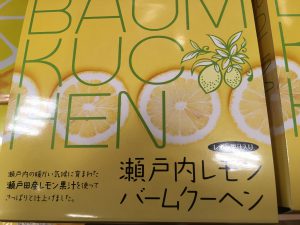 BAUM
KUC
HEN
瀬戸内レモン
バームクーヘン
瀬戸内の暖かい気候に育まれた
瀬戸田産レモン果汁を使って
さっぱりと仕上げました。